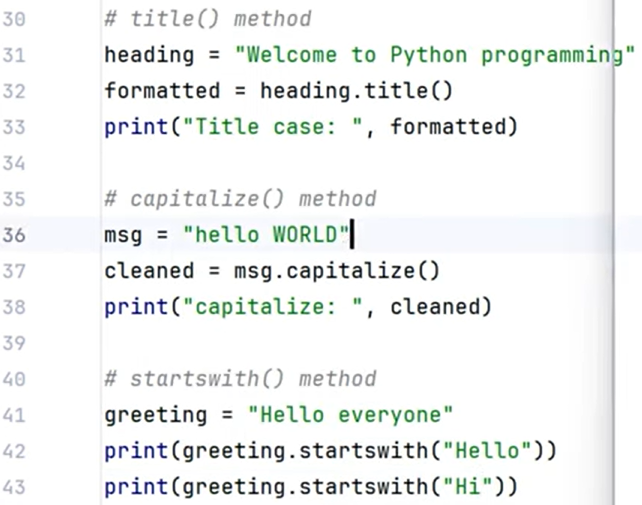 30 # title() method
31 heading = "Welcome to Python programming"
32 formatted = heading.title()
33 print("Title case: ", formatted)
34
35 # capitalize() method
36 msg = "hello WORLD"
37 cleaned = msg.capitalize()
38 print("capitalize: ", cleaned)
39
40 # startswith() method
41 greeting = "Hello everyone"
42 print(greeting.startswith("Hello"))
43 print(greeting.startswith("Hi"))